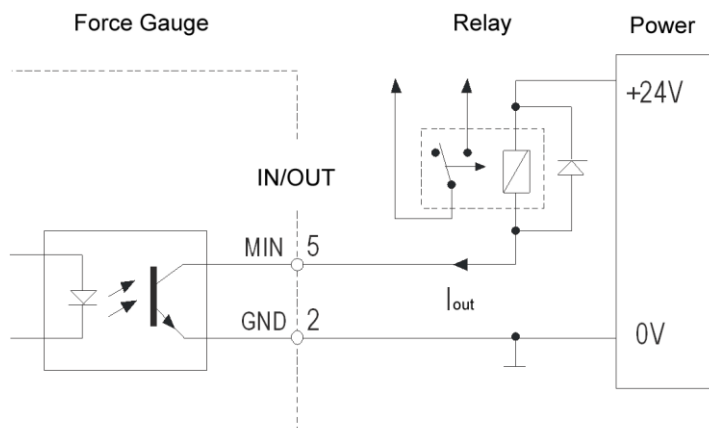 Force Gauge
Relay
Power
+24V
IN/OUT
MIN
5
Iout
GND
2
0V